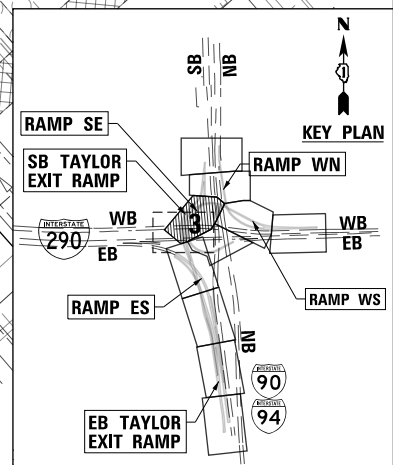 SB
NB
N
1
KEY PLAN
RAMP SE
SB TAYLOR
EXIT RAMP
RAMP WN
3
WB
INTERSTATE
290
EB
WB
EB
RAMP ES
RAMP WS
NB
INTERSTATE
90
INTERSTATE
94
EB TAYLOR
EXIT RAMP